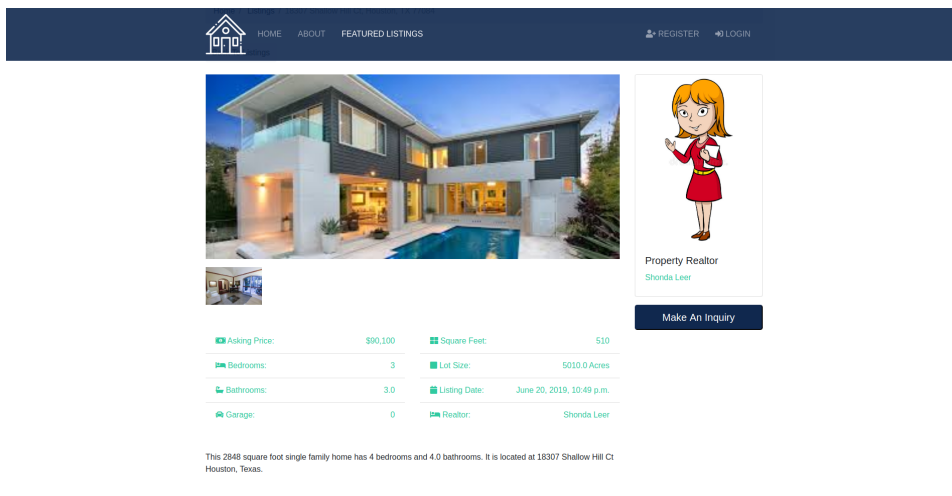 HOME ABOUT FEATURED LISTINGS REGISTER LOGIN
Property Realtor
Shonda Leer
Make An Inquiry
Asking Price: $90,100 Square Feet: 510
Bedrooms: 3 Lot Size: 5010.0 Acres
Bathrooms: 3.0 Listing Date: June 20, 2019, 10:49 p.m.
Garage: 0 Realtor: Shonda Leer
This 2848 square foot single family home has 4 bedrooms and 4.0 bathrooms. It is located at 18307 Shallow Hill Ct
Houston, Texas.